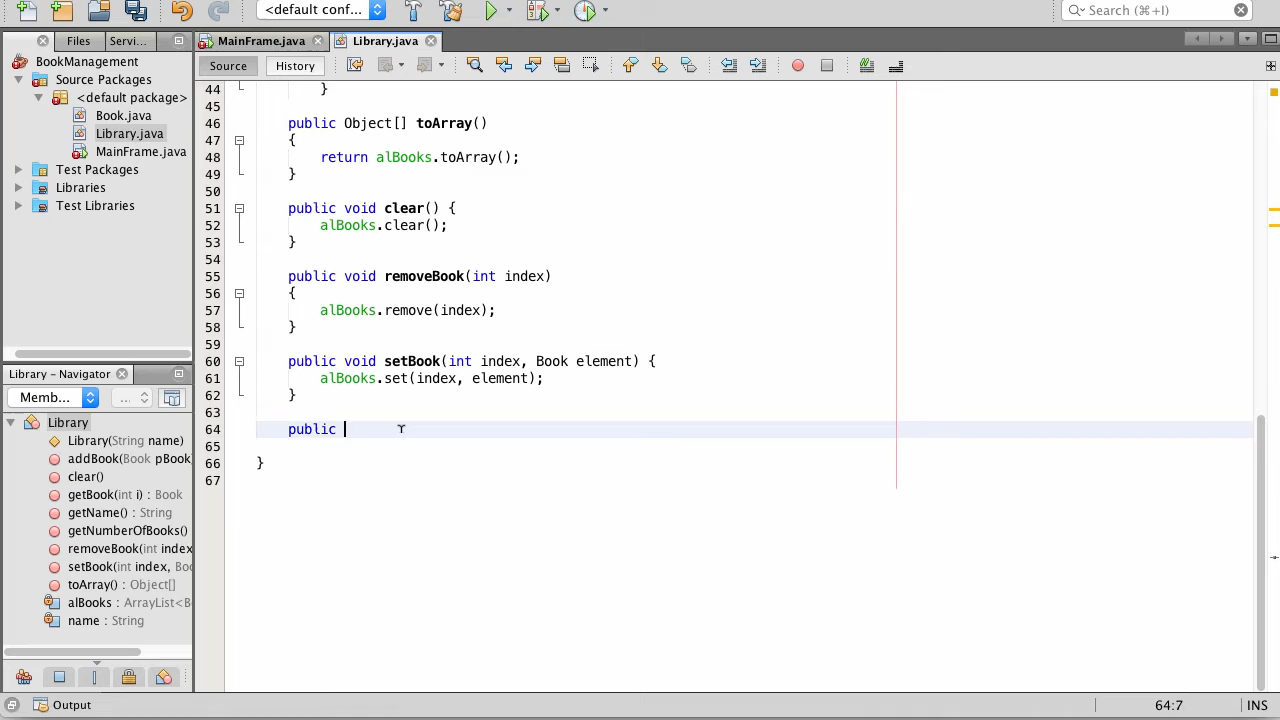 <default conf...
Search (⌘+I)
Files
Servi...
MainFrame.java
Library.java
BookManagement
Source Packages
<default package>
Book.java
Library.java
MainFrame.java
Test Packages
Libraries
Test Libraries
Source
History
44 }
45
46 public Object[] toArray()
47 {
48 return alBooks.toArray();
49 }
50
51 public void clear() {
52 alBooks.clear();
53 }
54
55 public void removeBook(int index)
56 {
57 alBooks.remove(index);
58 }
59
60 public void setBook(int index, Book element) {
61 alBooks.set(index, element);
62 }
63
64 public
65
66 }
67
Library – Navigator
Memb...
...
Library
Library(String name)
addBook(Book pBook
clear()
getBook(int i) : Book
getName() : String
getNumberOfBooks()
removeBook(int index
setBook(int index, Boo
toArray() : Object[]
alBooks : ArrayList<B
name : String
Output
64:7
INS